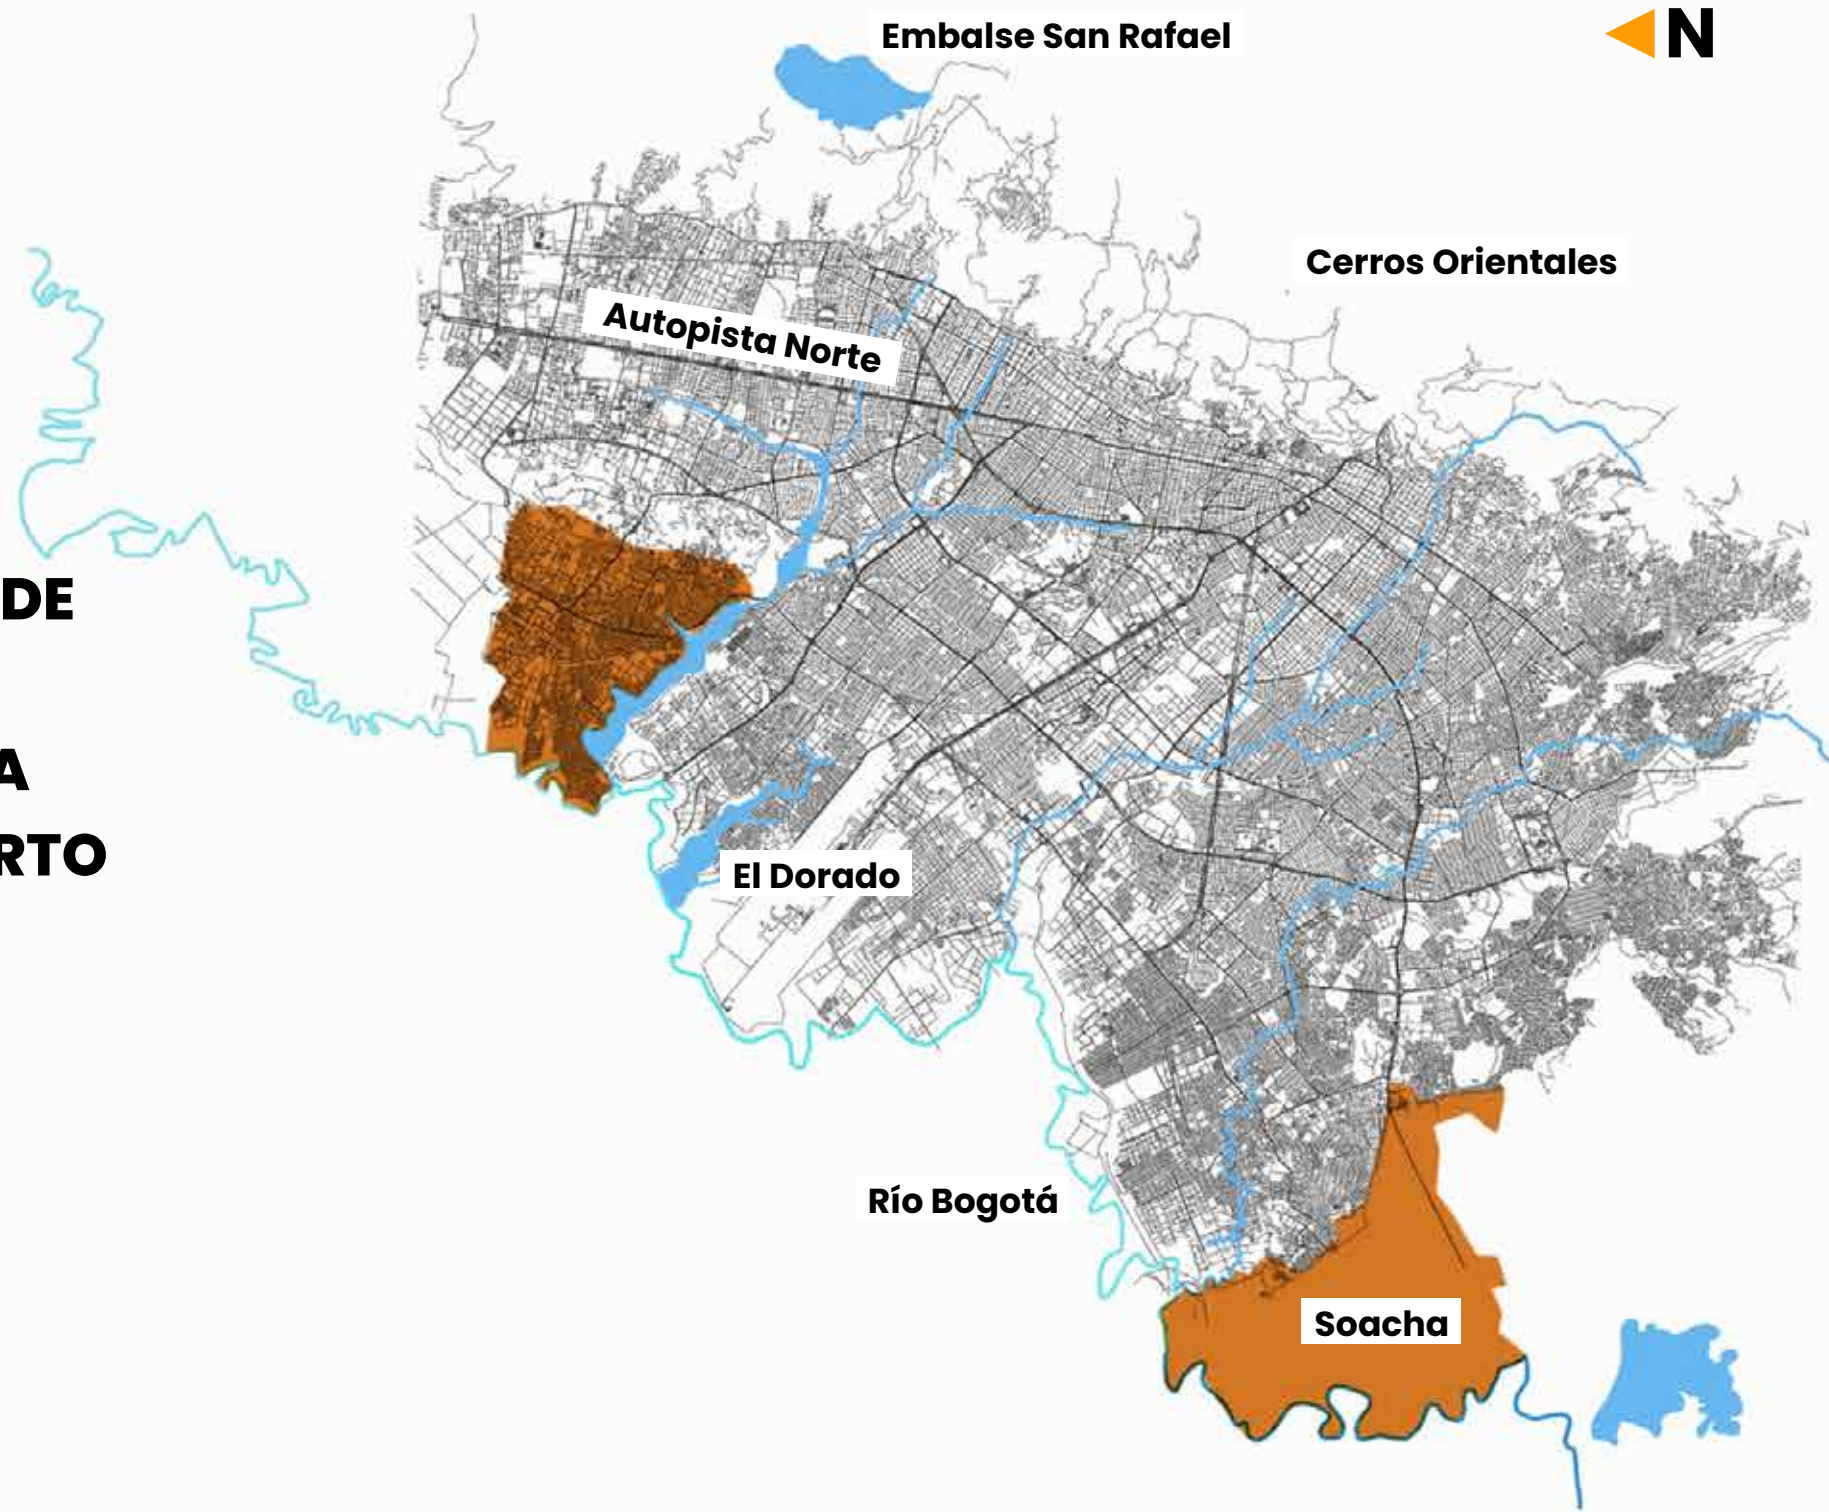 Embalse San Rafael
N
Cerros Orientales
Autopista Norte
DE
A
RTO
El Dorado
Río Bogotá
Soacha